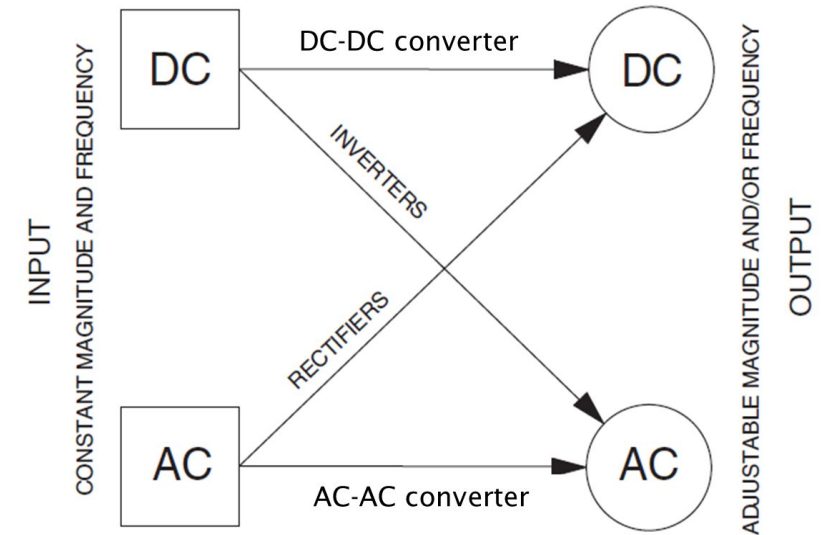 INPUT
CONSTANT MAGNITUDE AND FREQUENCY
DC
DC-DC converter
DC
INVERTERS
RECTIFIERS
AC
AC-AC converter
AC
ADJUSTABLE MAGNITUDE AND/OR FREQUENCY
OUTPUT